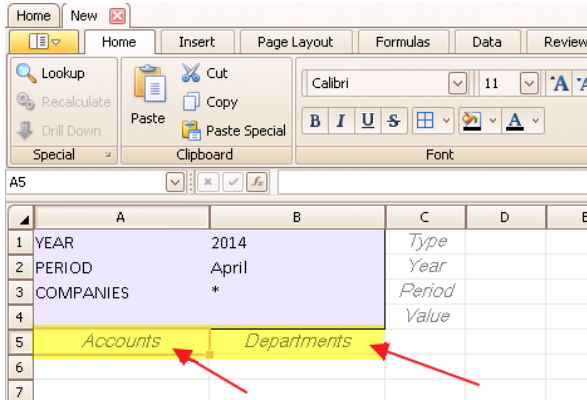 Home New
Home Insert Page Layout Formulas Data Review
Lookup
Recalculate
Drill Down
Special
Paste
Cut
Copy
Paste Special
Clipboard
Calibri 11 A A
B I U S A
Font
A5 fx
A B C D E
1 YEAR 2014 Type
2 PERIOD April Year
3 COMPANIES * Period
4 Value
5 Accounts Departments
6
7